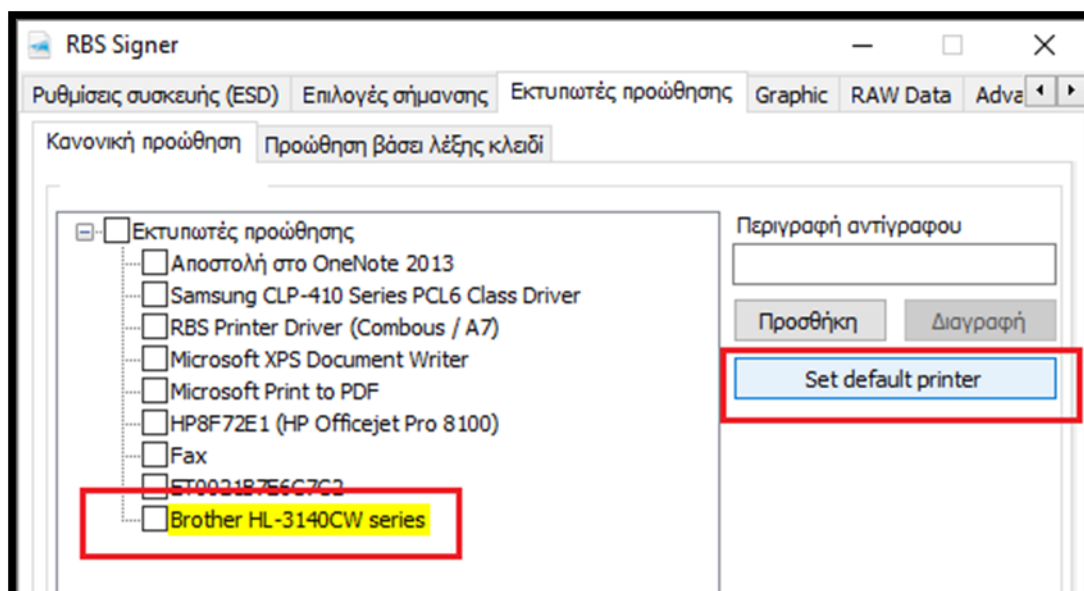 RBS Signer
Ρυθμίσεις συσκευής (ESD) Επιλογές σήμανσης Εκτυπωτές προώθησης Graphic RAW Data Adva
Κανονική προώθηση Προώθηση βάσει λέξης κλειδί
Εκτυπωτές προώθησης
Αποστολή στο OneNote 2013
Samsung CLP-410 Series PCL6 Class Driver
RBS Printer Driver (Combous / A7)
Microsoft XPS Document Writer
Microsoft Print to PDF
HP8F72E1 (HP Officejet Pro 8100)
Fax
ET0021B7E6C7C2
Brother HL-3140CW series
Περιγραφή αντίγραφου
Προσθήκη Διαγραφή
Set default printer